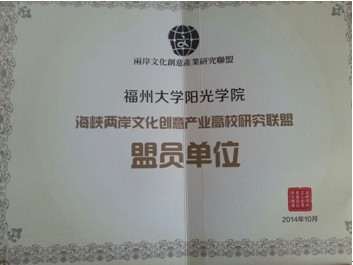 兩岸文化創意產業研究聯盟
福州大学阳光学院
海峡两岸文化创意产业高校研究联盟
盟员单位
2014年10月